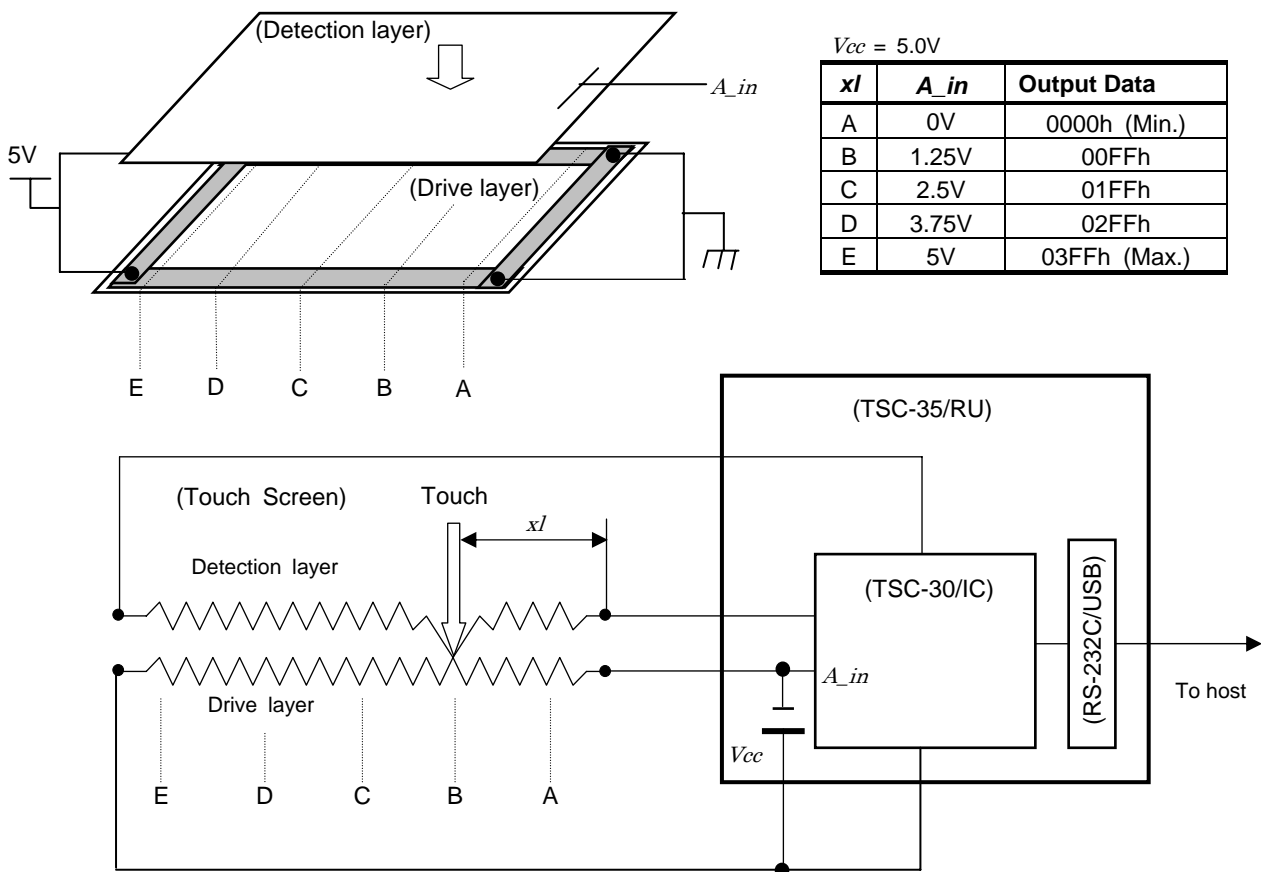 (Detection layer)
A_in
5V
(Drive layer)
E D C B A
Vcc = 5.0V
xl A_in Output Data
A 0V 0000h (Min.)
B 1.25V 00FFh
C 2.5V 01FFh
D 3.75V 02FFh
E 5V 03FFh (Max.)
(TSC-35/RU)
(Touch Screen) Touch
xl
Detection layer
(TSC-30/IC)
(RS-232C/USB)
A_in
To host
Drive layer
Vcc
E D C B A